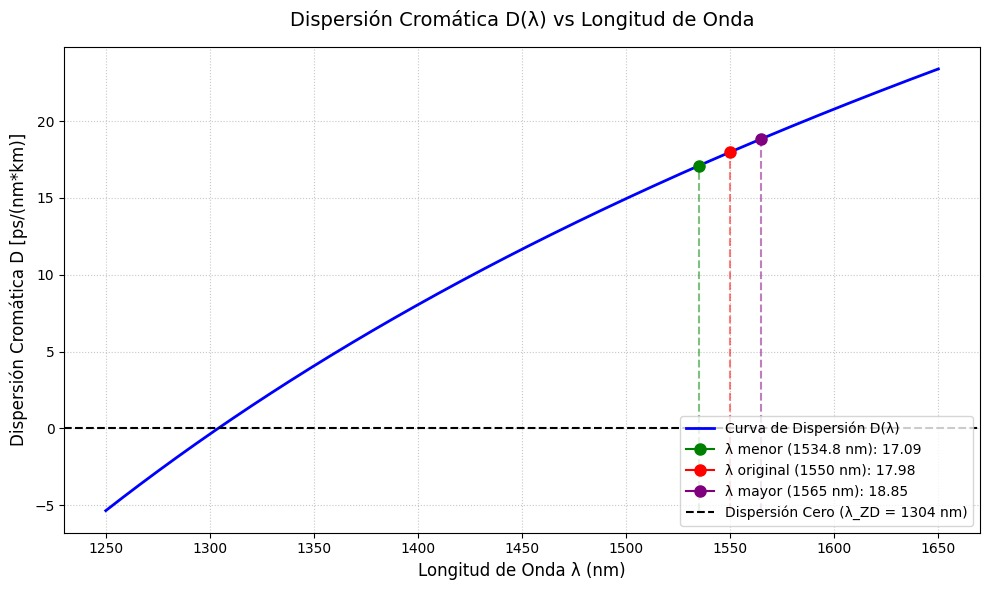 Dispersión Cromática D(λ) vs Longitud de Onda
Dispersión Cromática D [ps/(nm*km)]
20
15
10
5
0
−5
1250
1300
1350
1400
1450
1500
1550
1600
1650
Longitud de Onda λ (nm)
Curva de Dispersión D(λ)
λ menor (1534.8 nm): 17.09
λ original (1550 nm): 17.98
λ mayor (1565 nm): 18.85
Dispersión Cero (λ_ZD = 1304 nm)